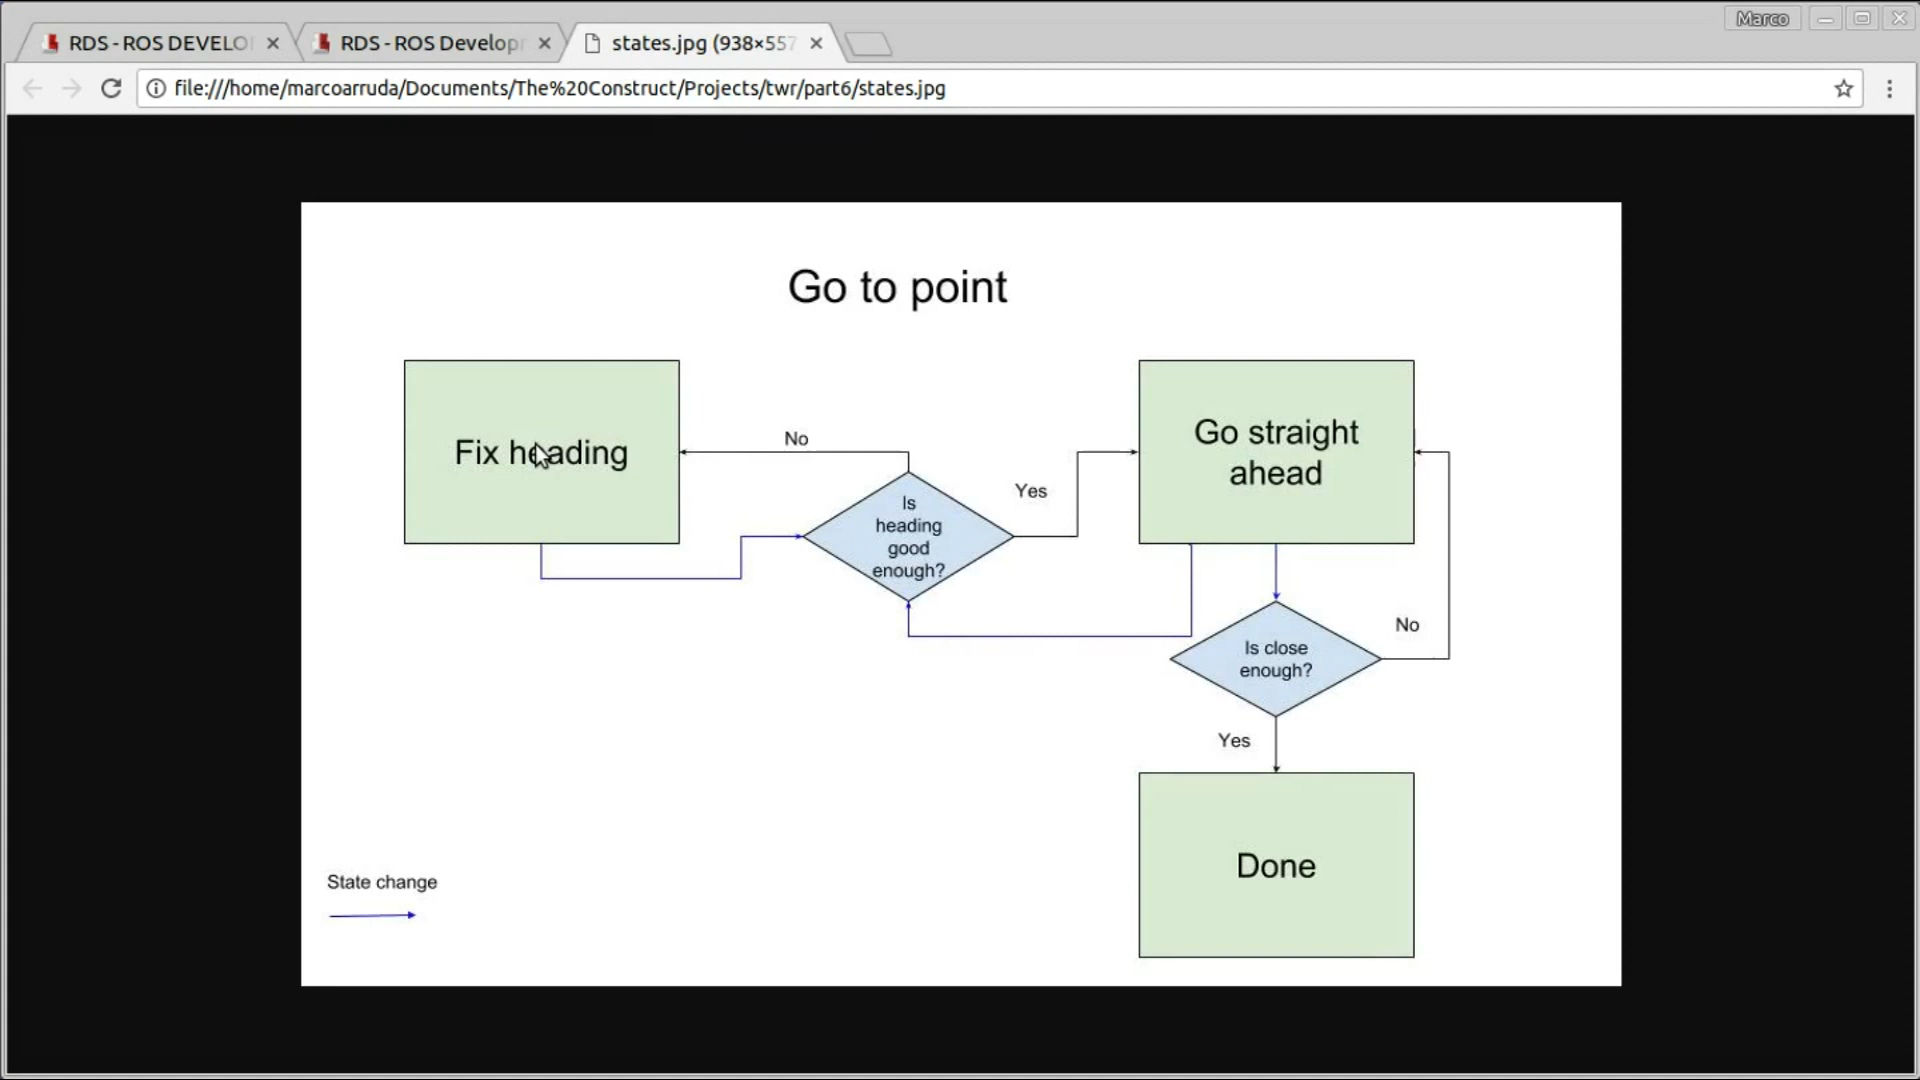 Marco
RDS - ROS DEVELO
RDS - ROS Develop
states.jpg (938×557
file:///home/marcoarruda/Documents/The%20Construct/Projects/twr/part6/states.jpg
Go to point
Fix heading
No
Is
heading
good
enough?
Yes
Go straight
ahead
Is close
enough?
No
Yes
Done
State change